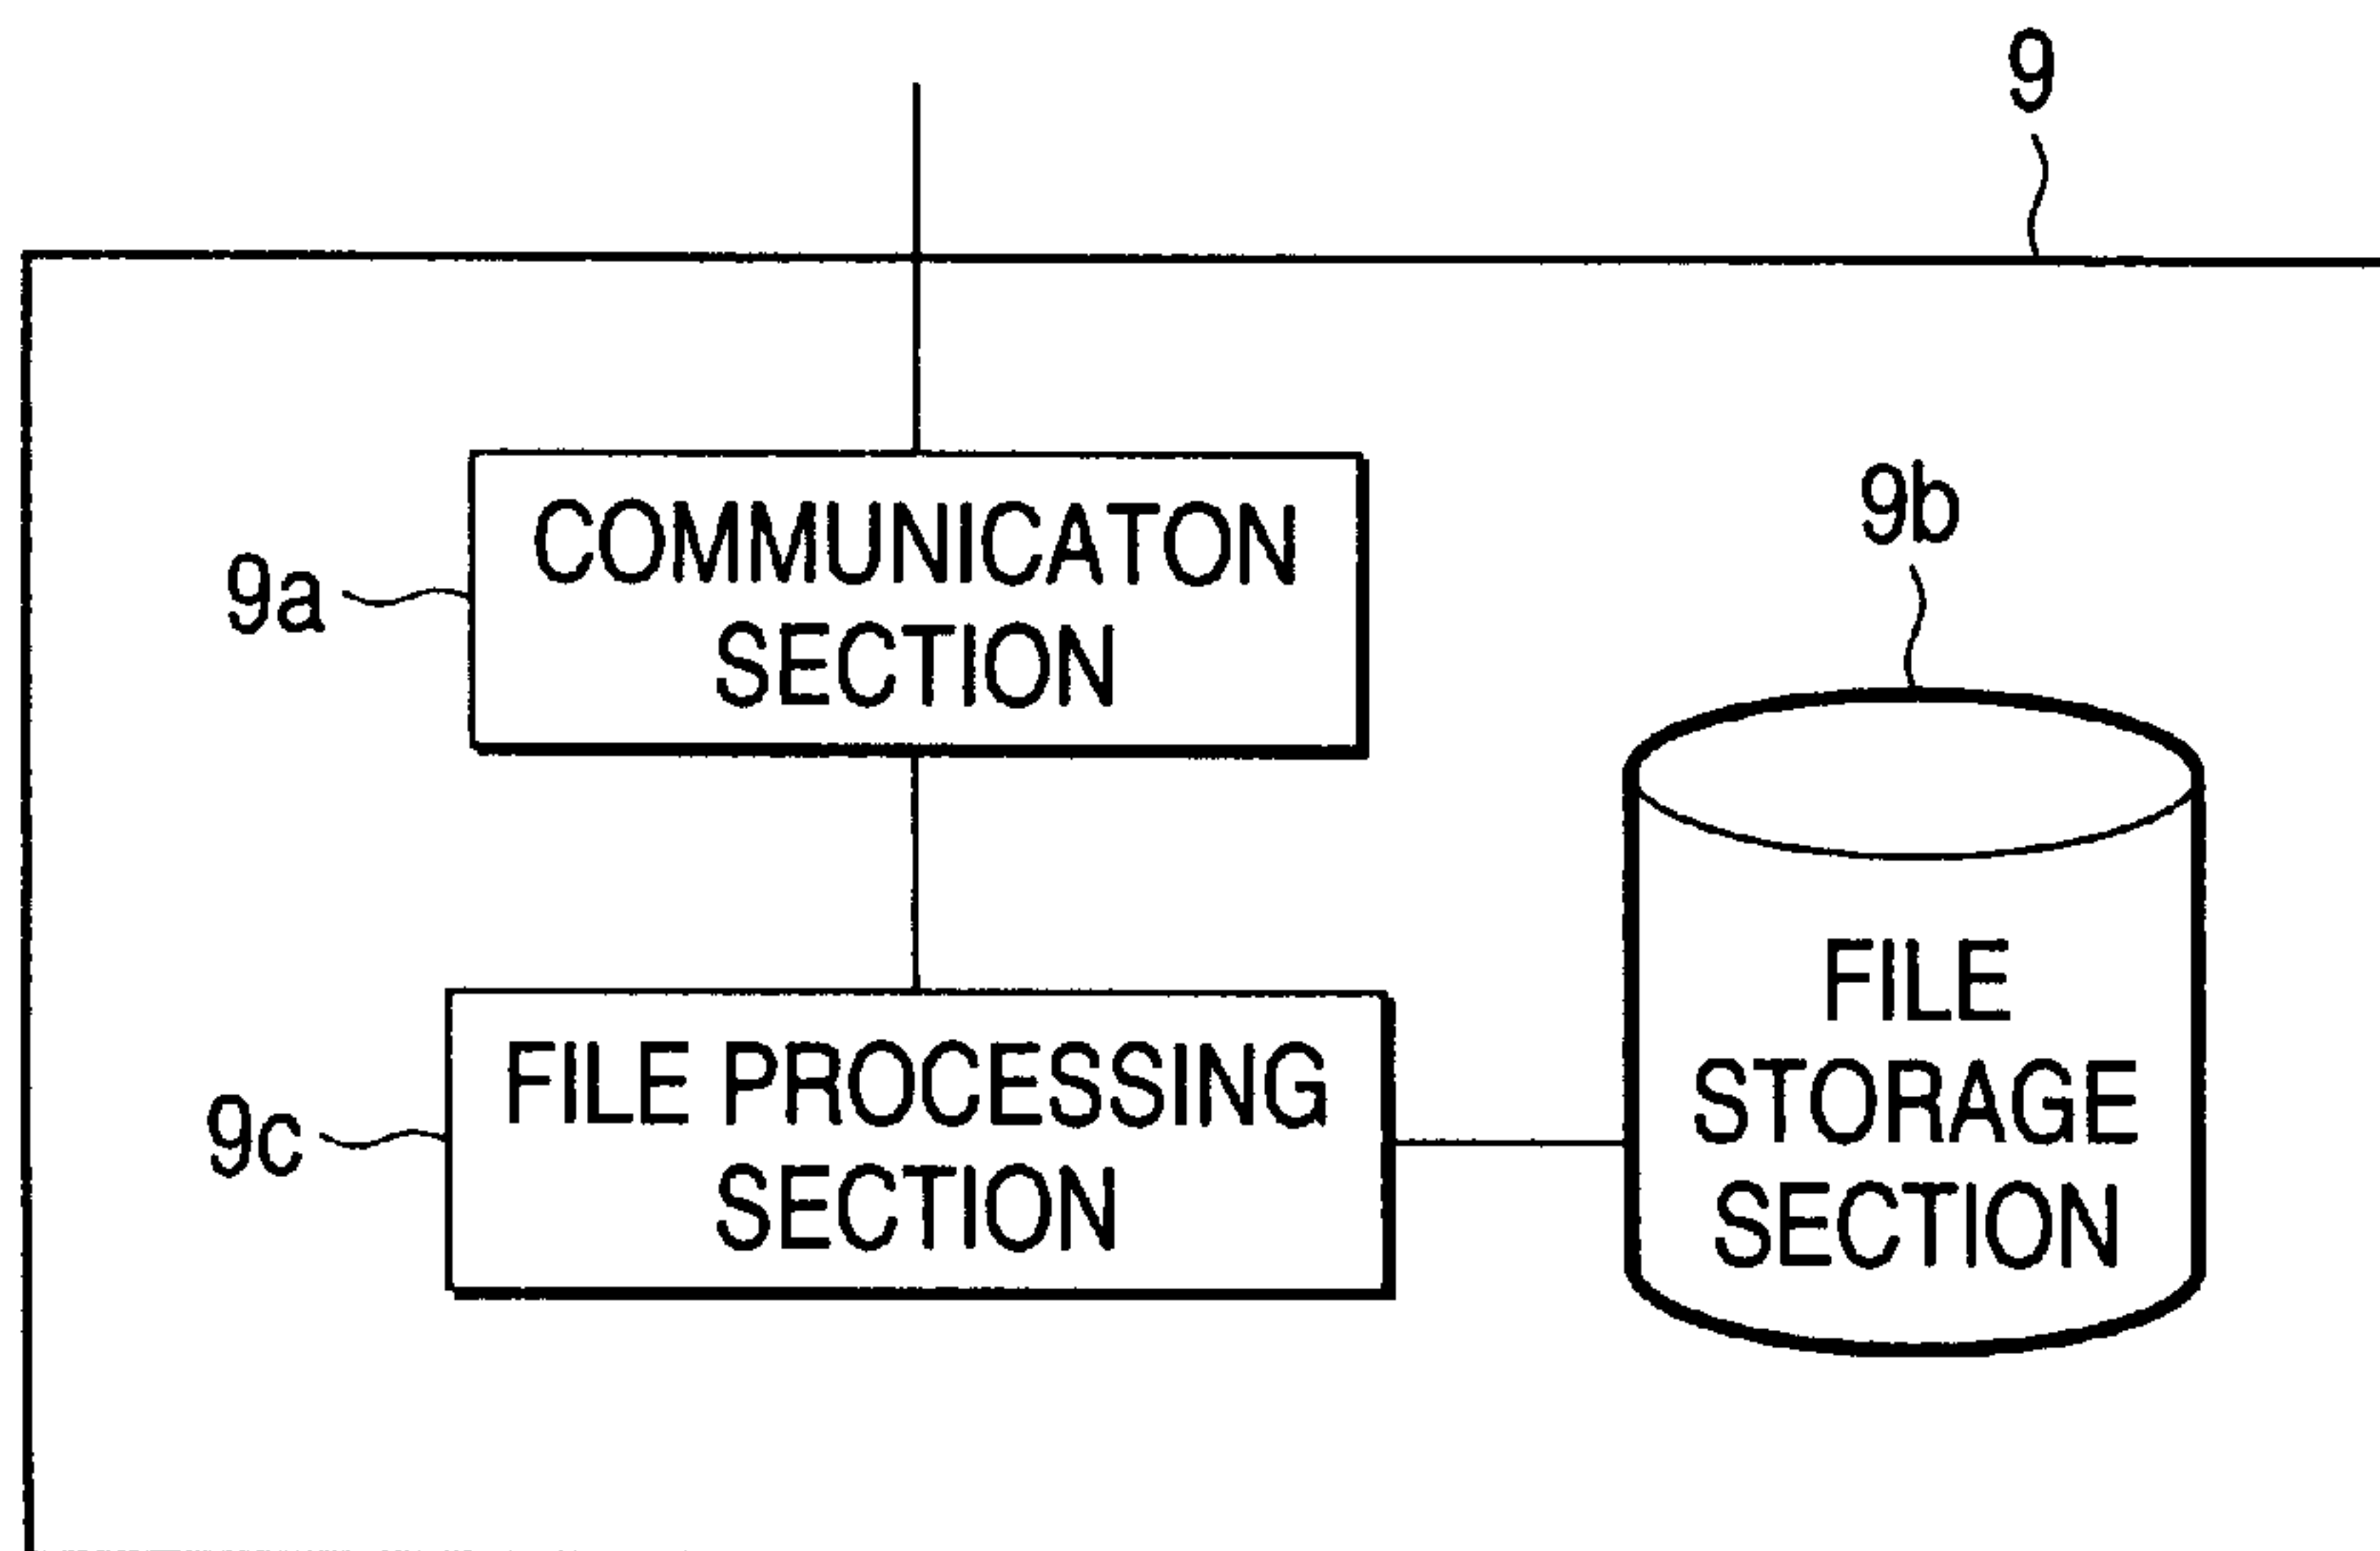 9
9a
COMMUNICATON
SECTION
9b
9c
FILE PROCESSING
SECTION
FILE
STORAGE
SECTION